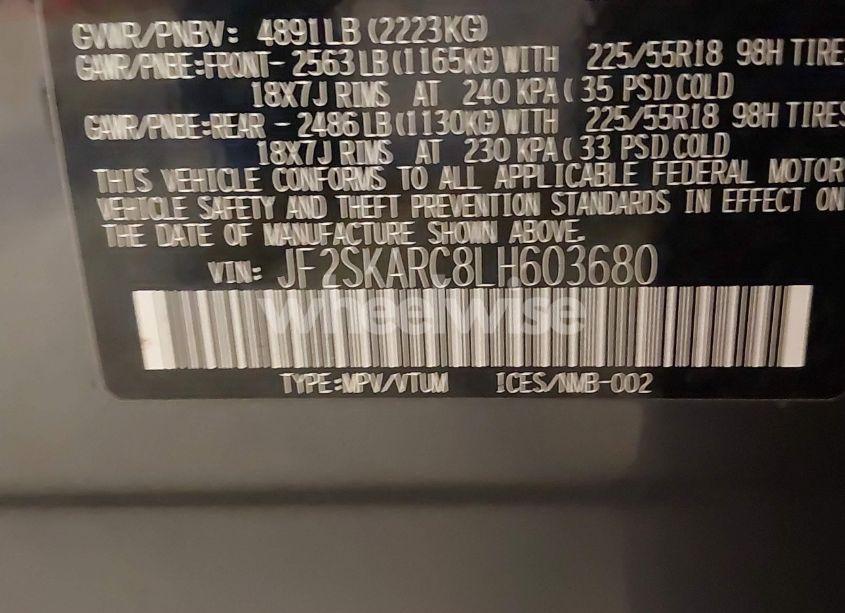 GVWR/PNBV: 4891LB(2223KG)
GAWR/PNBE:FRONT- 2563LB(1165KG)WITH 225/55R18 98H TIRES
18X7J RIMS AT 240 KPA( 35 PSI)COLD
GAWR/PNBE:REAR - 2486LB(1130KG)WITH 225/55R18 98H TIRES
18X7J RIMS AT 230 KPA( 33 PSI)COLD
THIS VEHICLE CONFORMS TO ALL APPLICABLE FEDERAL MOTOR
VEHICLE SAFETY AND THEFT PREVENTION STANDARDS IN EFFECT ON
THE DATE OF MANUFACTURE SHOWN ABOVE.
VIN: JF2SKARC8LH603680
wheelwise
TYPE:MPV/VTUM ICES/NMB-002